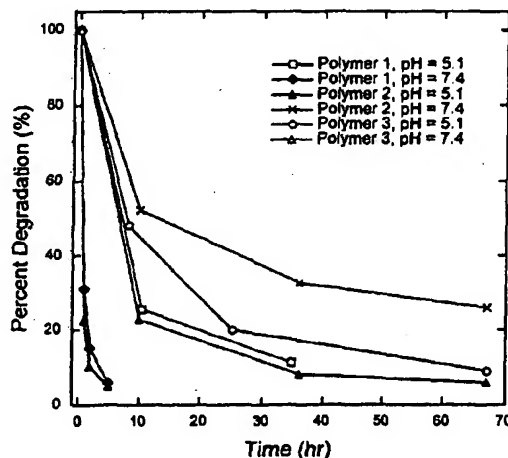 Percent Degradation (%)
100
80
60
40
20
0
Polymer 1, pH = 5.1
Polymer 1, pH = 7.4
Polymer 2, pH = 5.1
Polymer 2, pH = 7.4
Polymer 3, pH = 5.1
Polymer 3, pH = 7.4
0 10 20 30 40 50 60 70
Time (hr)